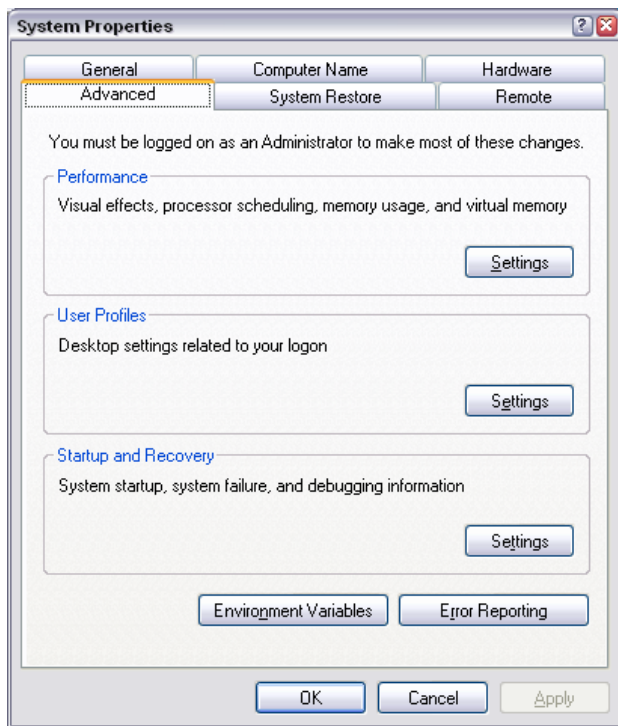 System Properties
General Computer Name Hardware
Advanced System Restore Remote
You must be logged on as an Administrator to make most of these changes.
Performance
Visual effects, processor scheduling, memory usage, and virtual memory
Settings
User Profiles
Desktop settings related to your logon
Settings
Startup and Recovery
System startup, system failure, and debugging information
Settings
Environment Variables Error Reporting
OK Cancel Apply